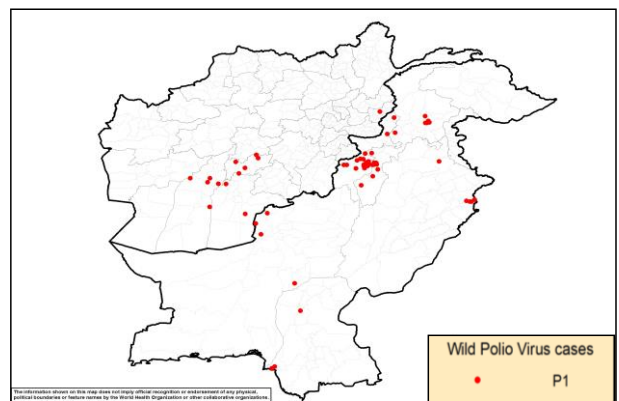 Wild Polio Virus cases
P1
The information shown on this map does not imply official recognition or endorsement of any physical,
political boundaries or feature names by the World Health Organization or other collaborative organizations.